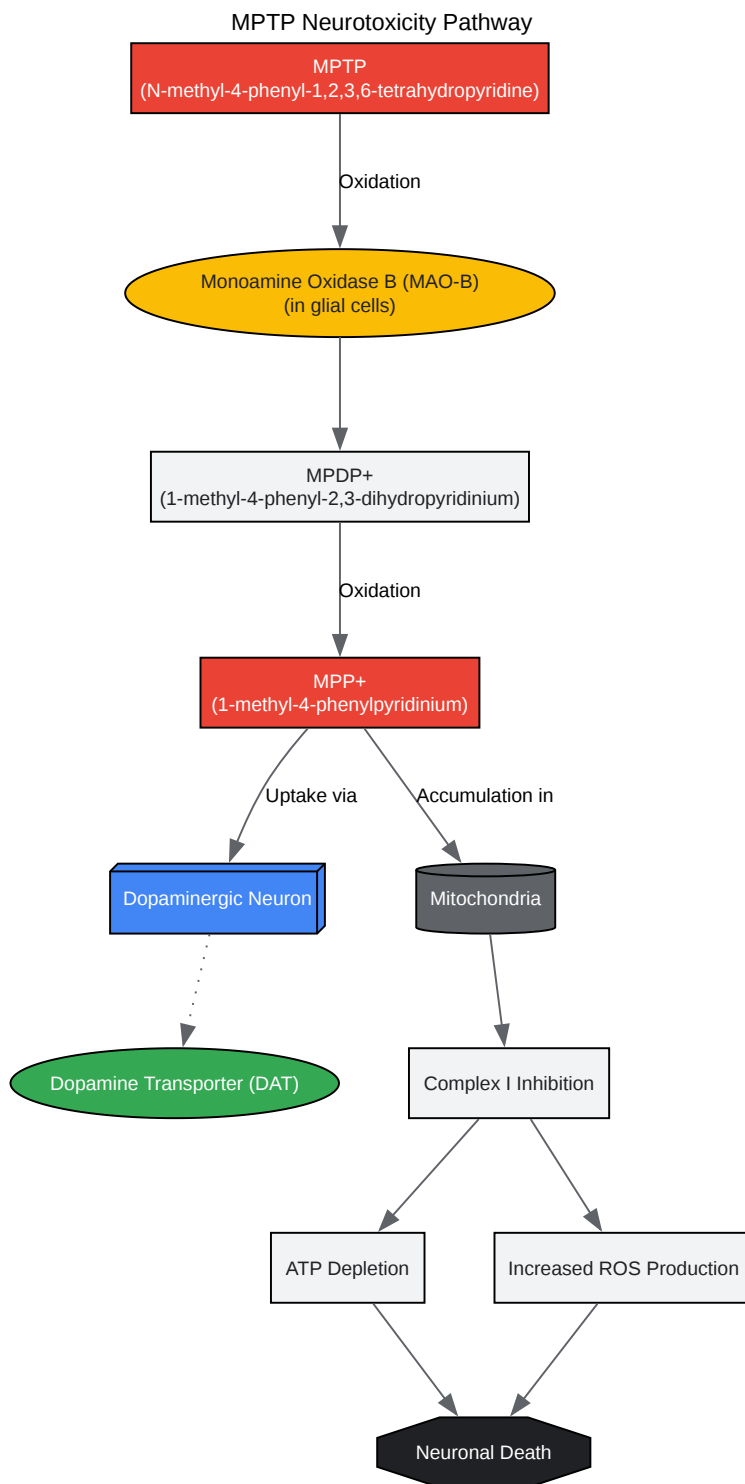 MPTP Neurotoxicity Pathway
MPTP
(N-methyl-4-phenyl-1,2,3,6-tetrahydropyridine)
Oxidation
Monoamine Oxidase B (MAO-B)
(in glial cells)
MPDP+
(1-methyl-4-phenyl-2,3-dihydropyridinium)
Oxidation
MPP+
(1-methyl-4-phenylpyridinium)
Uptake via
Accumulation in
Dopaminergic Neuron
Mitochondria
Dopamine Transporter (DAT)
Complex I Inhibition
ATP Depletion
Increased ROS Production
Neuronal Death